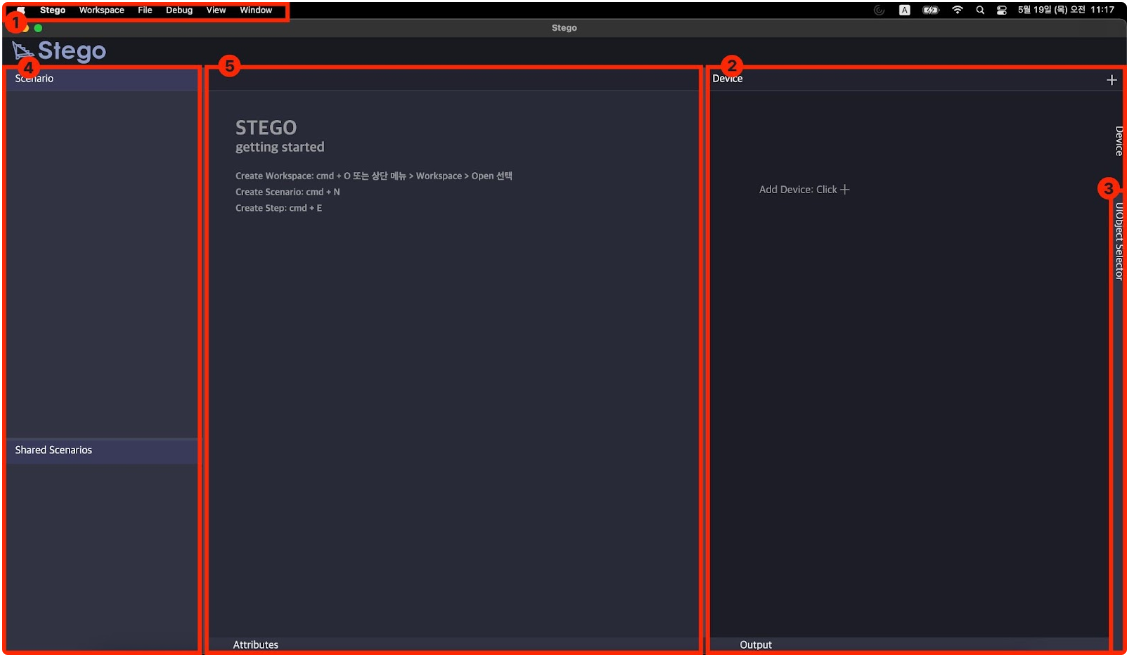 Stego Workspace File Debug View Window A 5월 19일 (목) 오전 11:17
1
Stego
Stego
4
Scenario
5
2
Device
Device
STEGO
getting started
Create Workspace: cmd + O 또는 상단 메뉴 > Workspace > Open 선택
Create Scenario: cmd + N
Create Step: cmd + E
Add Device: Click +
3
UIObject Selector
Shared Scenarios
Attributes
Output